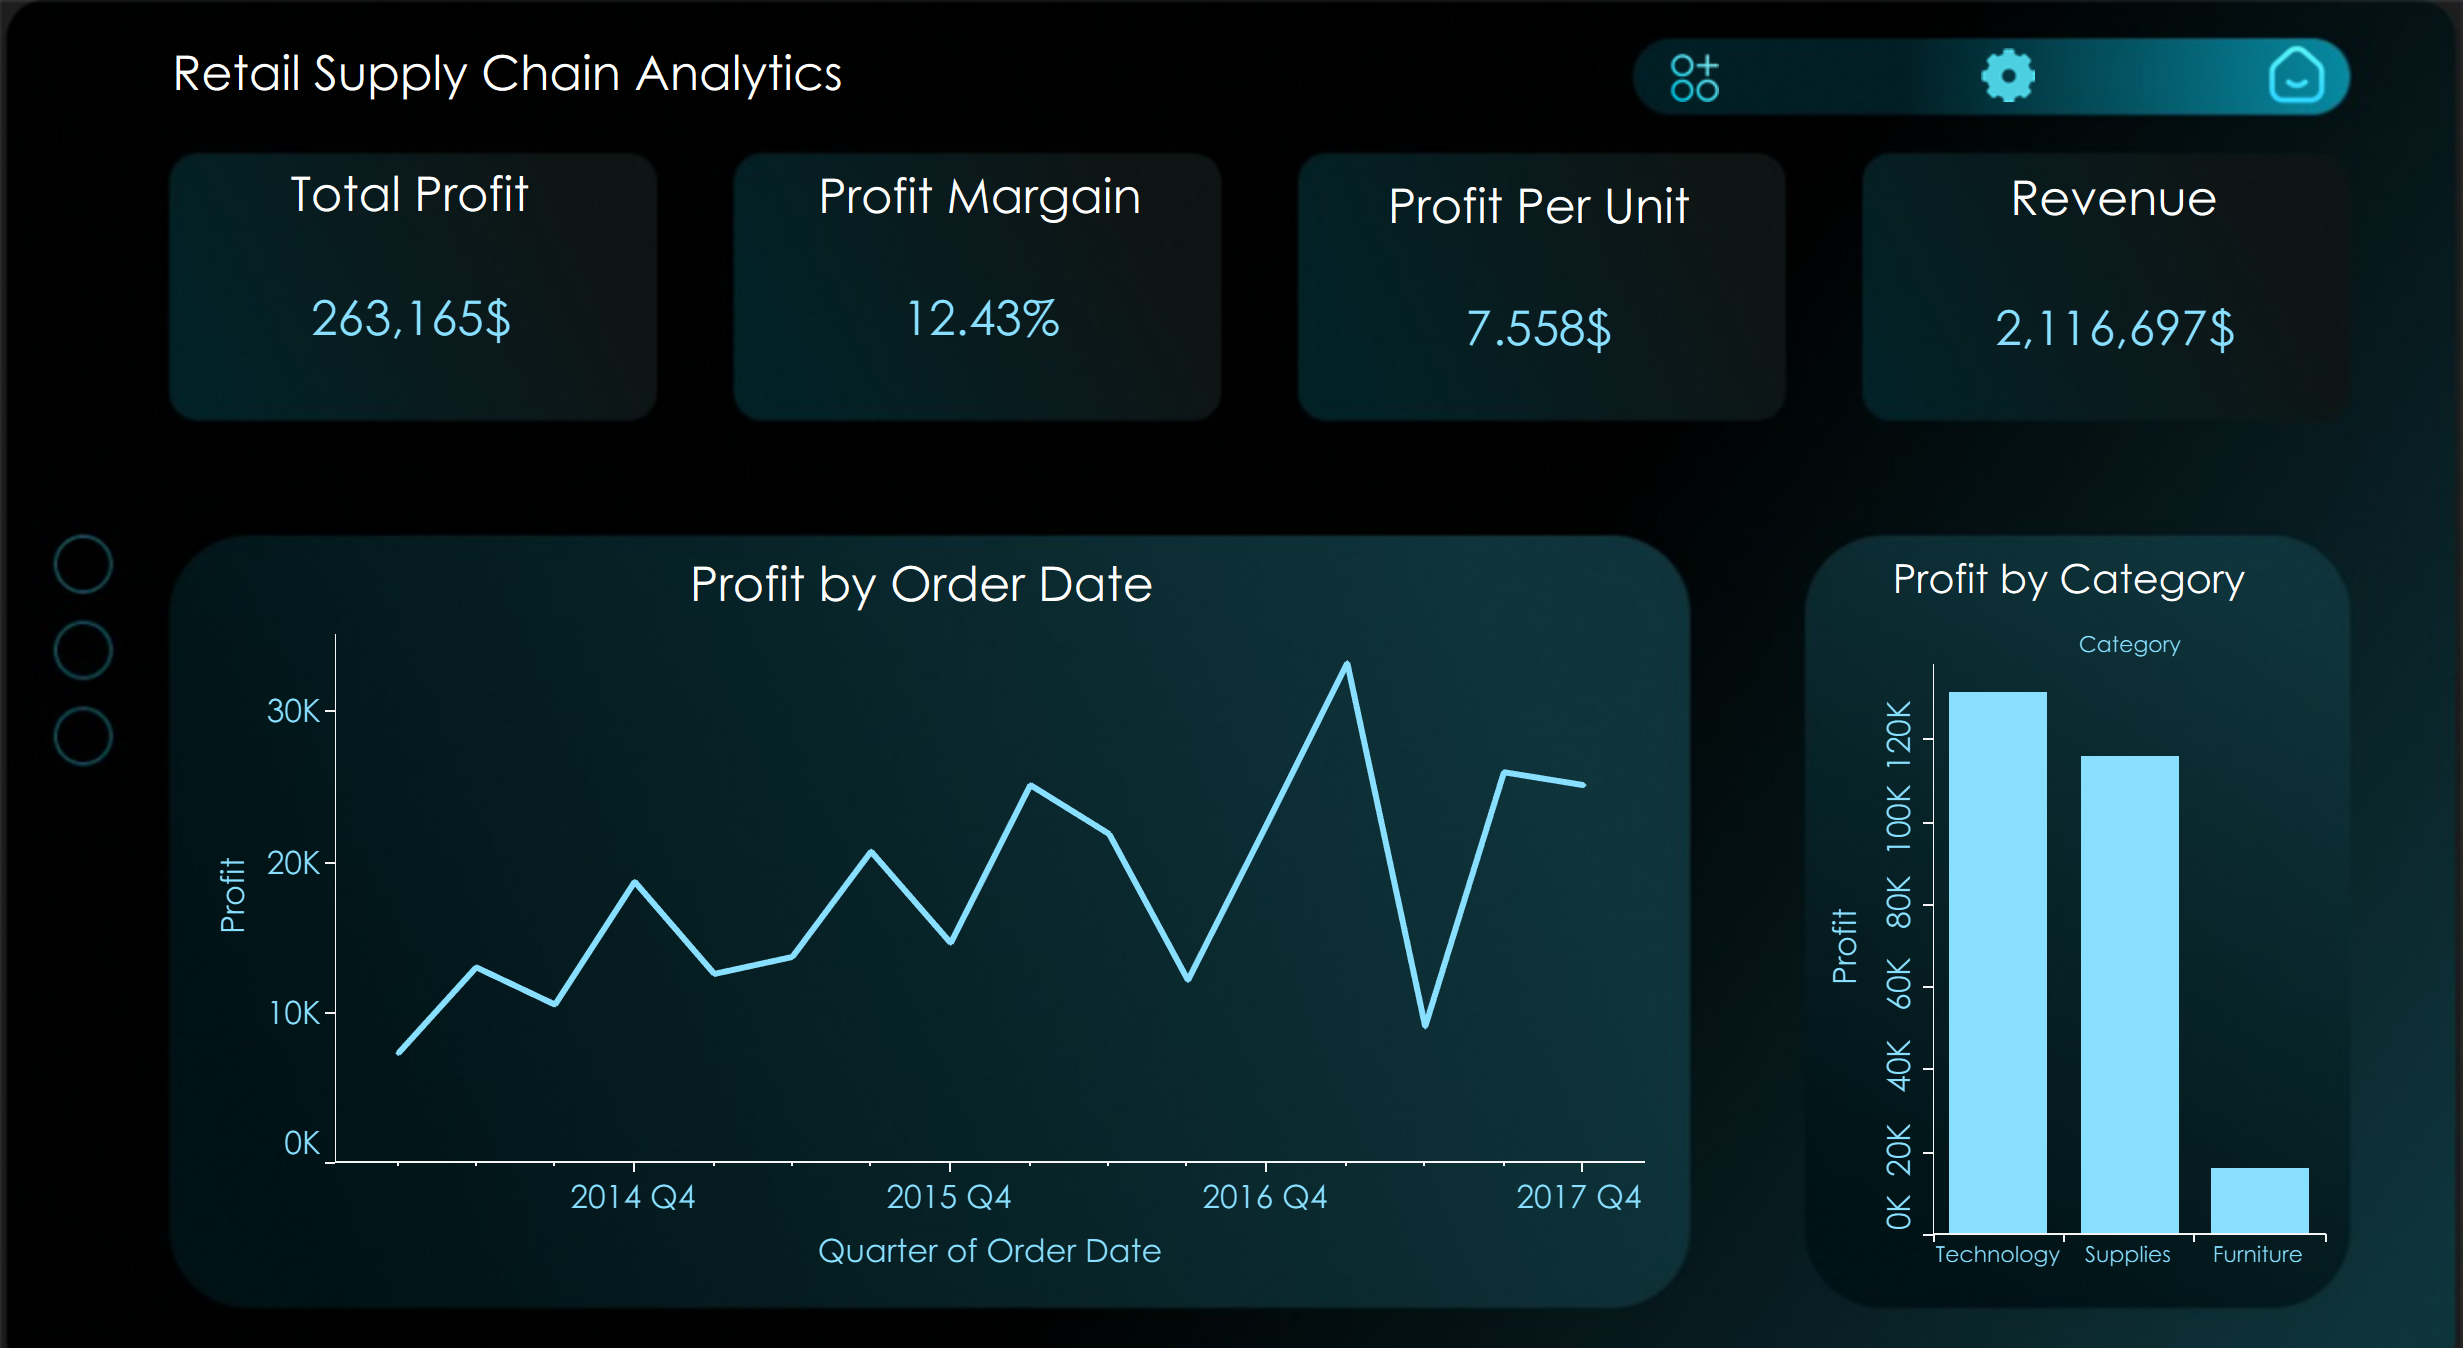 Retail Supply Chain Analytics
Total Profit
263,165$
Profit Margain
12.43%
Profit Per Unit
7.558$
Revenue
2,116,697$
Profit by Order Date
Profit
30K
20K
10K
0K
2014 Q4
2015 Q4
2016 Q4
2017 Q4
Quarter of Order Date
Profit by Category
Category
Profit
120K
100K
80K
60K
40K
20K
0K
Technology
Supplies
Furniture